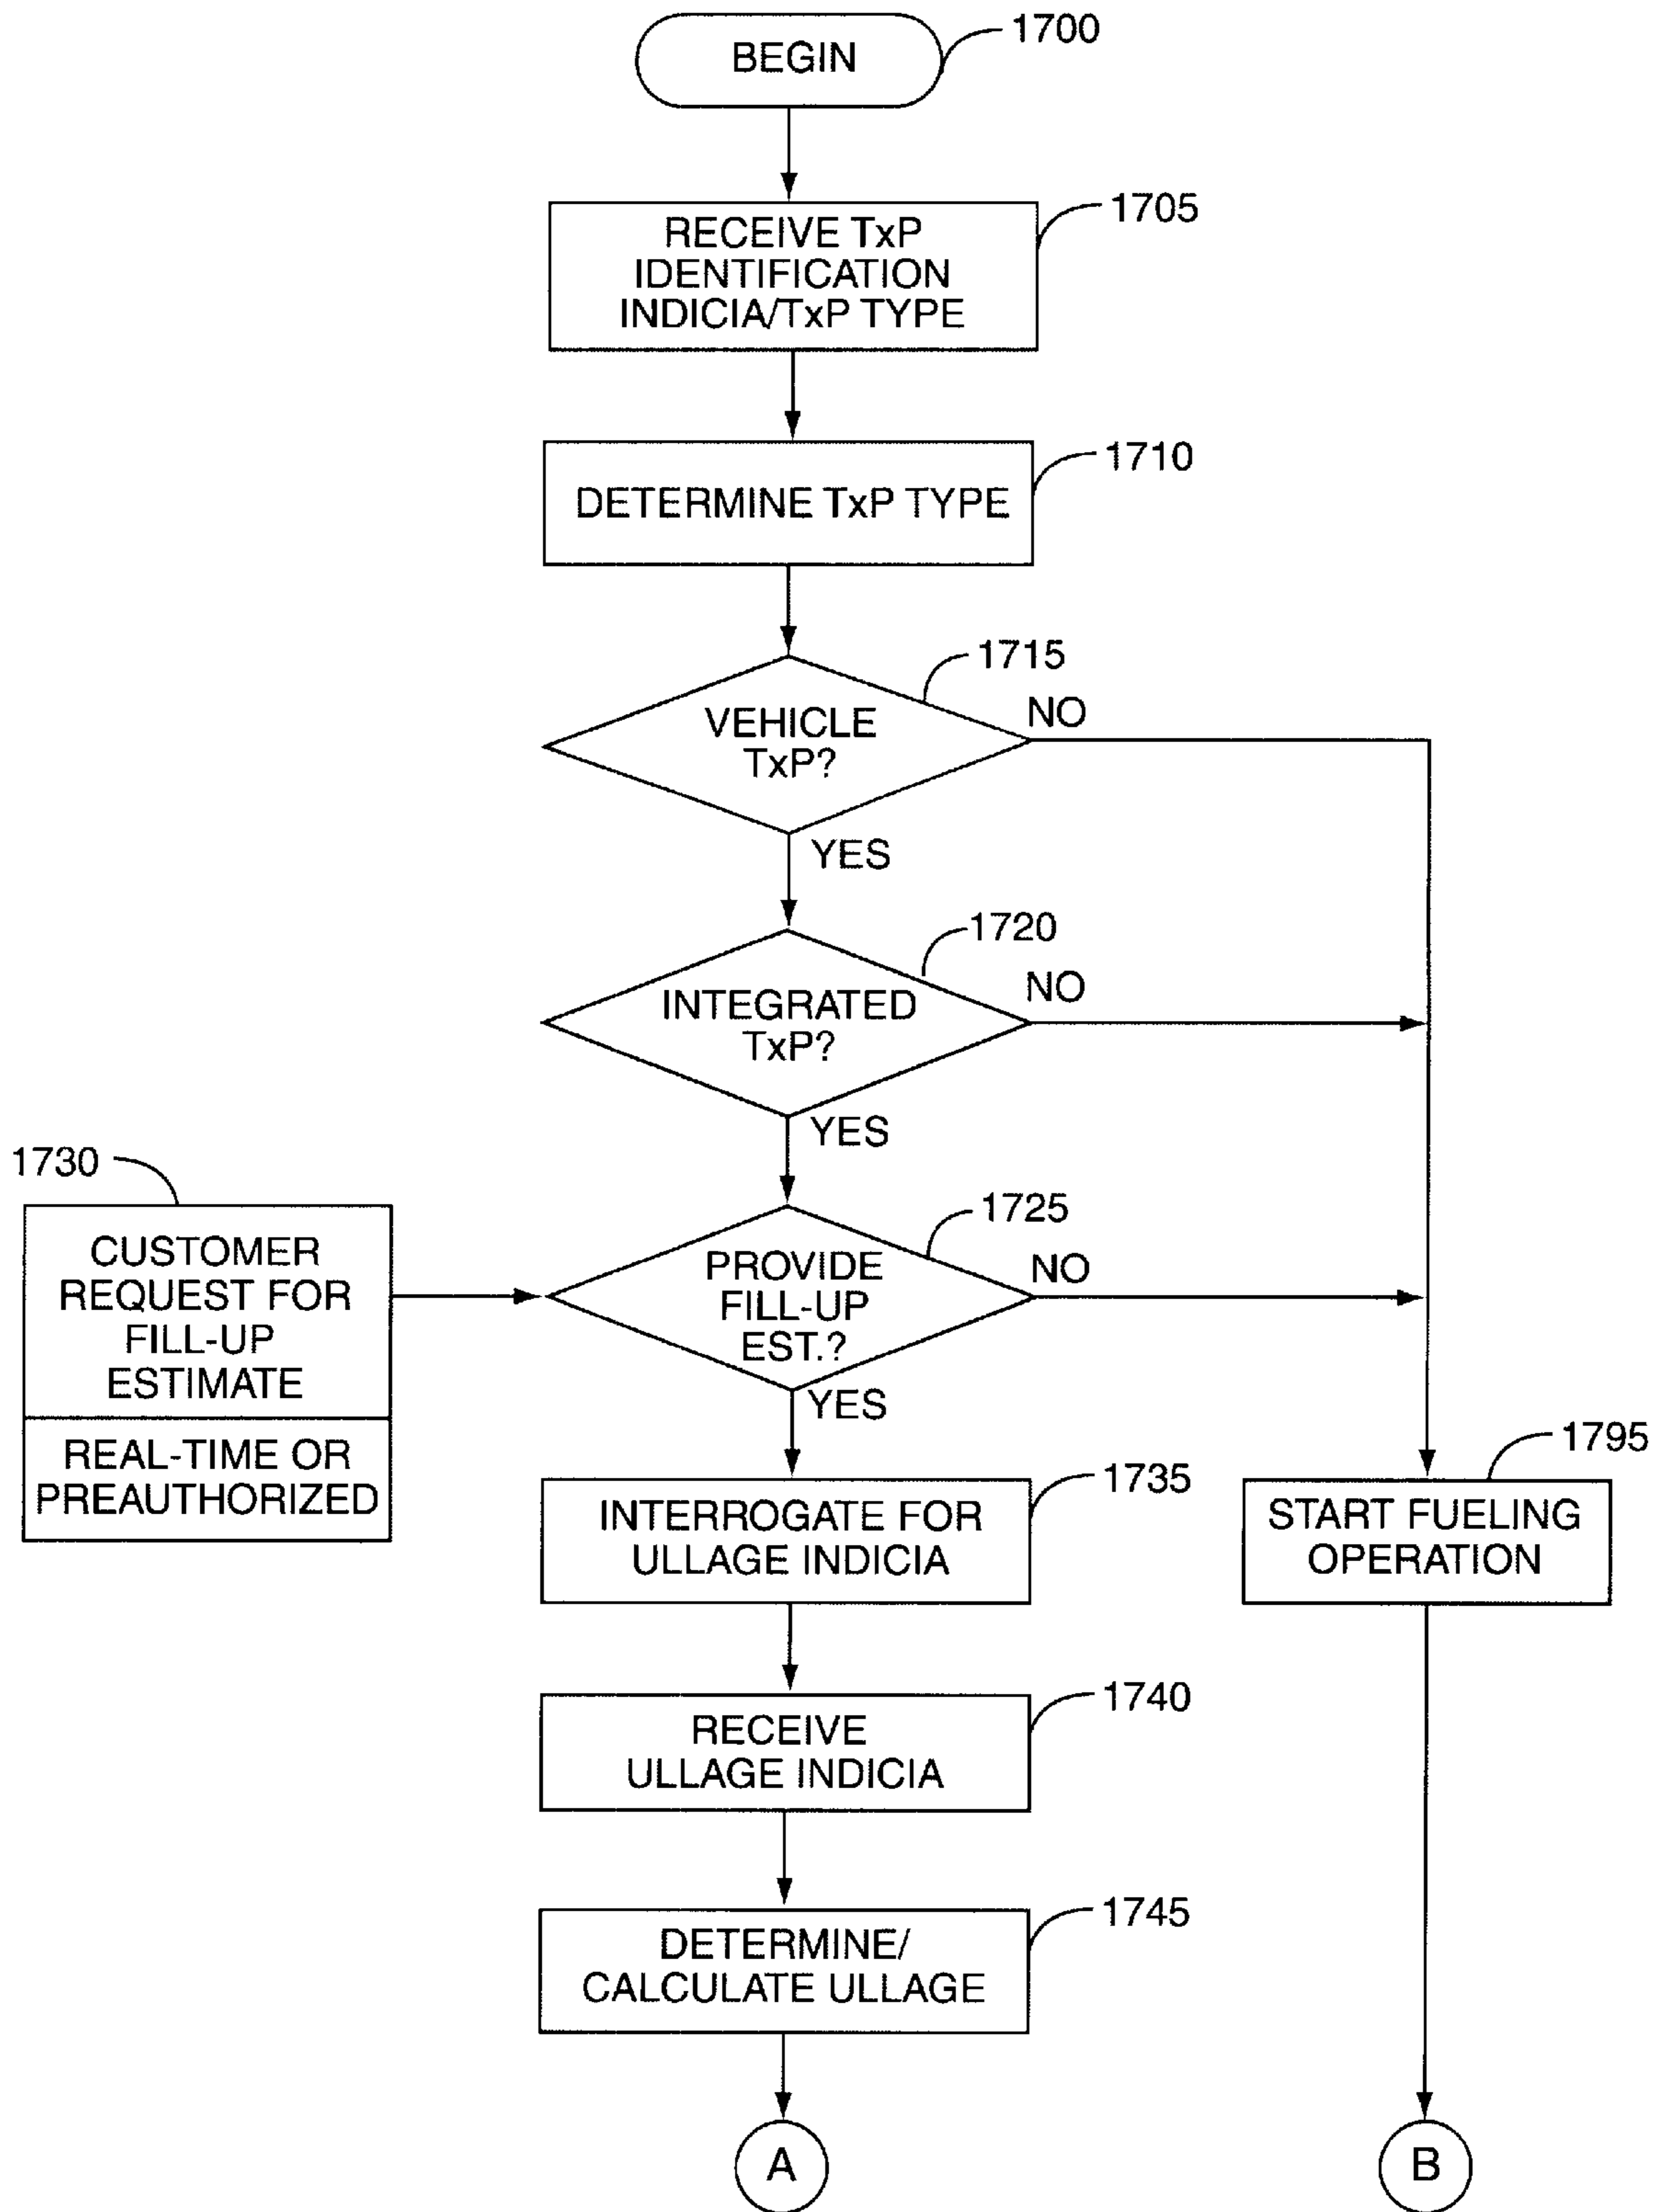 BEGIN
1700
RECEIVE TxP
IDENTIFICATION
INDICIA/TxP TYPE
1705
DETERMINE TxP TYPE
1710
VEHICLE
TxP?
1715
NO
YES
INTEGRATED
TxP?
1720
NO
YES
1730
CUSTOMER
REQUEST FOR
FILL-UP
ESTIMATE
REAL-TIME OR
PREAUTHORIZED
PROVIDE
FILL-UP
EST.?
1725
NO
YES
INTERROGATE FOR
ULLAGE INDICIA
1735
START FUELING
OPERATION
1795
RECEIVE
ULLAGE INDICIA
1740
DETERMINE/
CALCULATE ULLAGE
1745
A
B